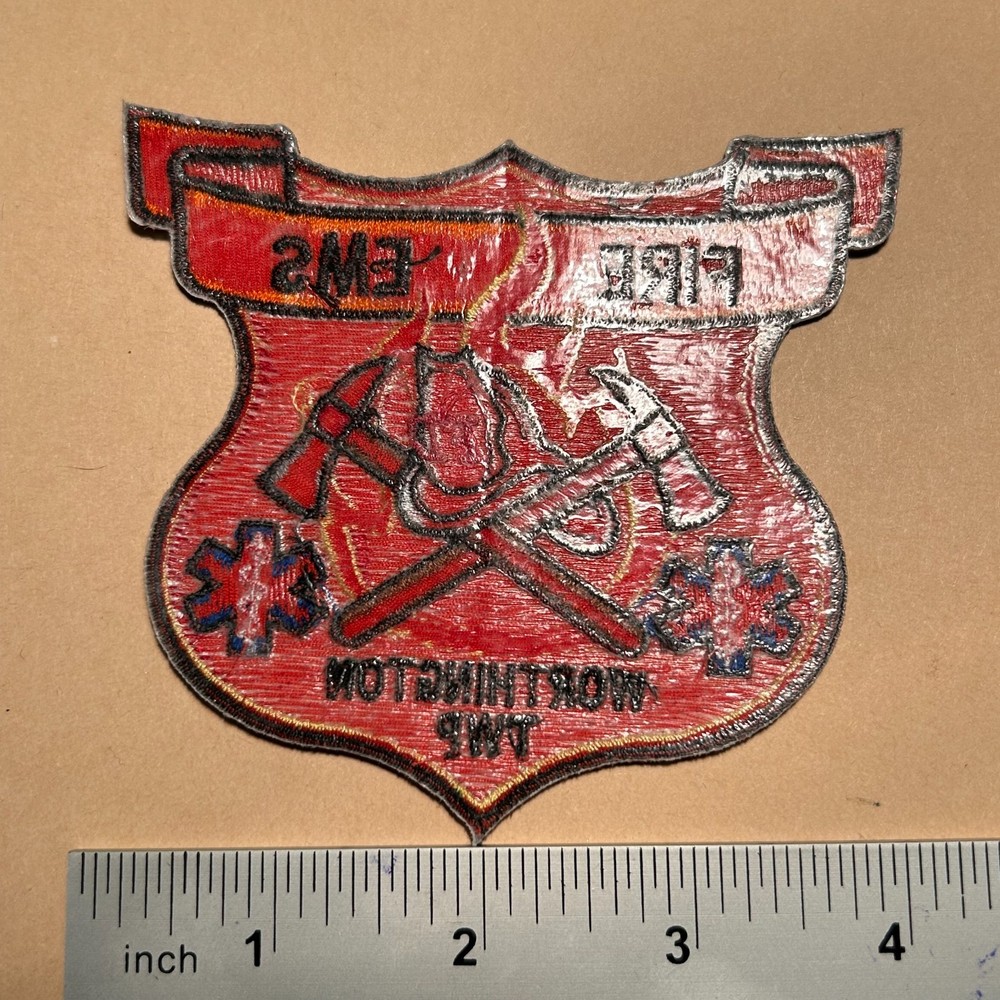 FIRE EMS
WORTHINGTON
TWP
inch 1 2 3 4